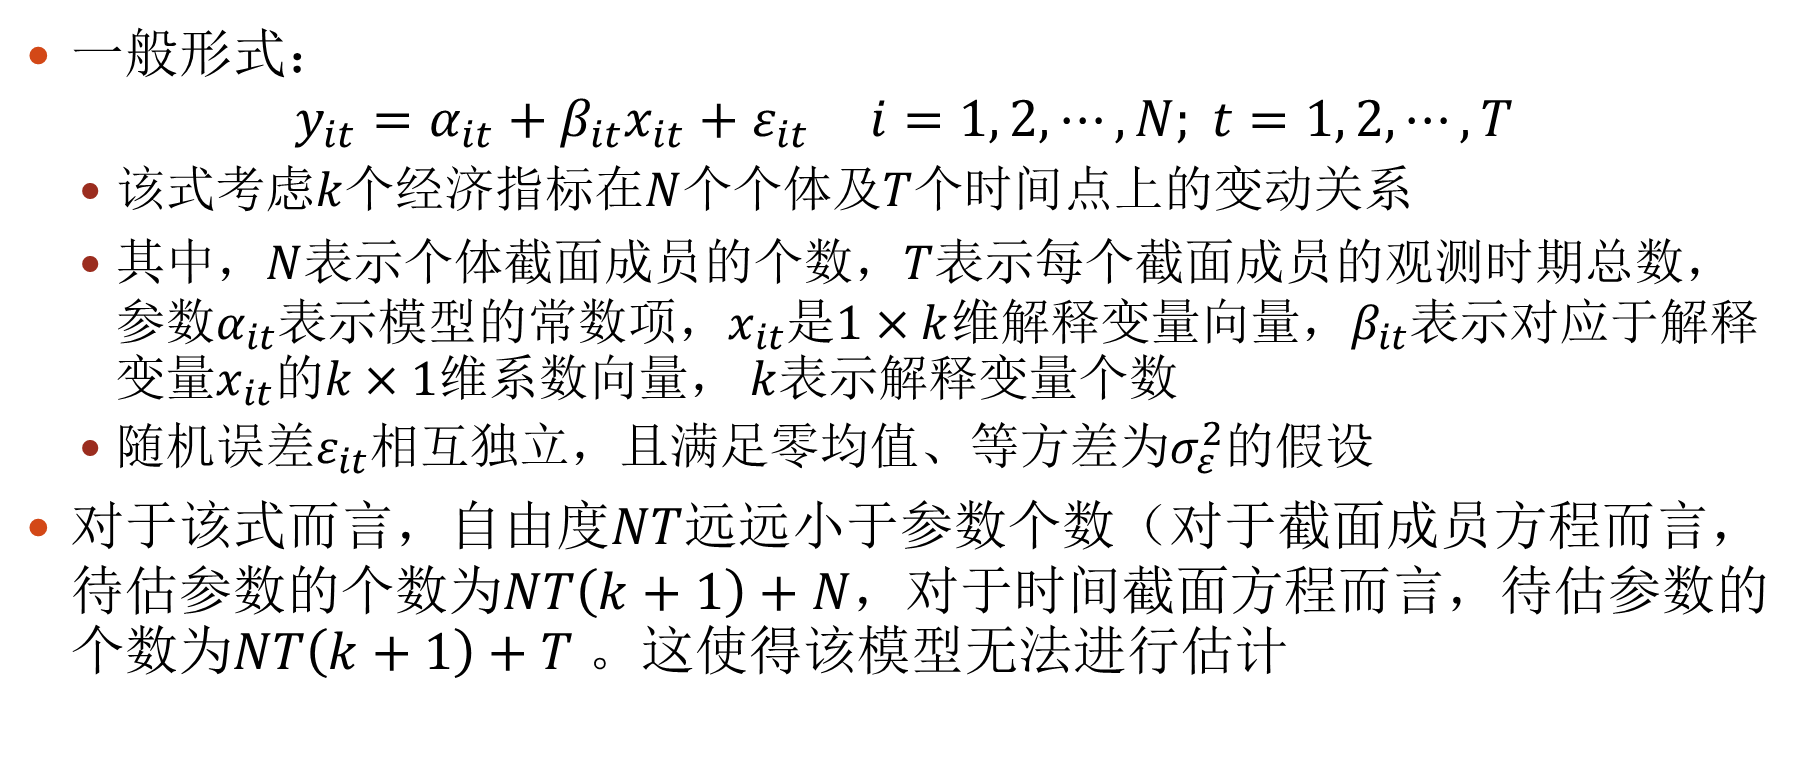 • 一般形式：
y_{it} = α_{it} + β_{it}x_{it} + ε_{it}  i = 1, 2, ⋯, N; t = 1, 2, ⋯, T
• 该式考虑k个经济指标在N个个体及T个时间点上的变动关系
• 其中，N表示个体截面成员的个数，T表示每个截面成员的观测时期总数，
参数α_{it}表示模型的常数项，x_{it}是1 × k维解释变量向量，β_{it}表示对应于解释
变量x_{it}的k × 1维系数向量， k表示解释变量个数
• 随机误差ε_{it}相互独立，且满足零均值、等方差为σ_ε^2的假设
• 对于该式而言，自由度NT远远小于参数个数（对于截面成员方程而言，
待估参数的个数为NT(k + 1) + N，对于时间截面方程而言，待估参数的
个数为NT(k + 1) + T 。这使得该模型无法进行估计